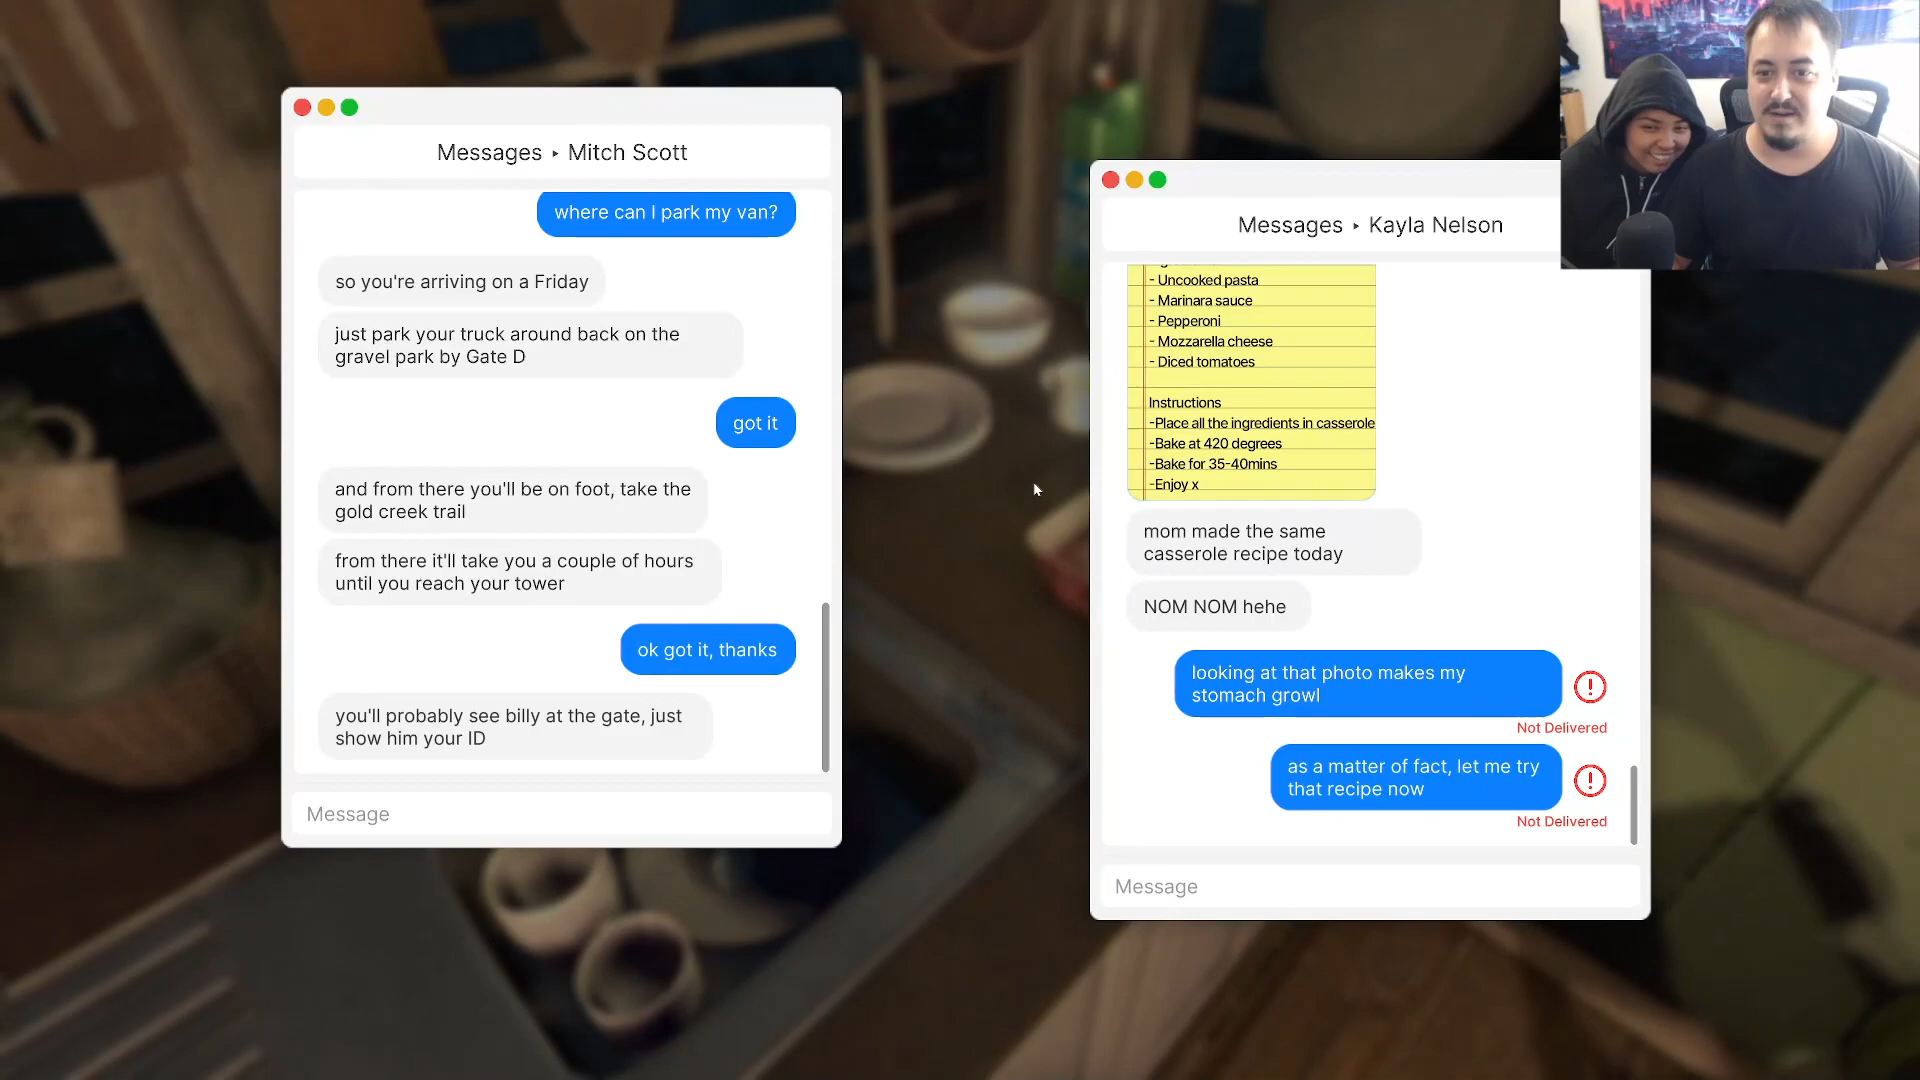 Messages ▸ Mitch Scott
where can I park my van?
so you're arriving on a Friday
just park your truck around back on the
gravel park by Gate D
got it
and from there you'll be on foot, take the
gold creek trail
from there it'll take you a couple of hours
until you reach your tower
ok got it, thanks
you'll probably see billy at the gate, just
show him your ID
Message
Messages ▸ Kayla Nelson
- Uncooked pasta
- Marinara sauce
- Pepperoni
- Mozzarella cheese
- Diced tomatoes
Instructions
-Place all the ingredients in casserole
-Bake at 420 degrees
-Bake for 35-40mins
-Enjoy x
mom made the same
casserole recipe today
NOM NOM hehe
looking at that photo makes my
stomach growl
Not Delivered
as a matter of fact, let me try
that recipe now
Not Delivered
Message